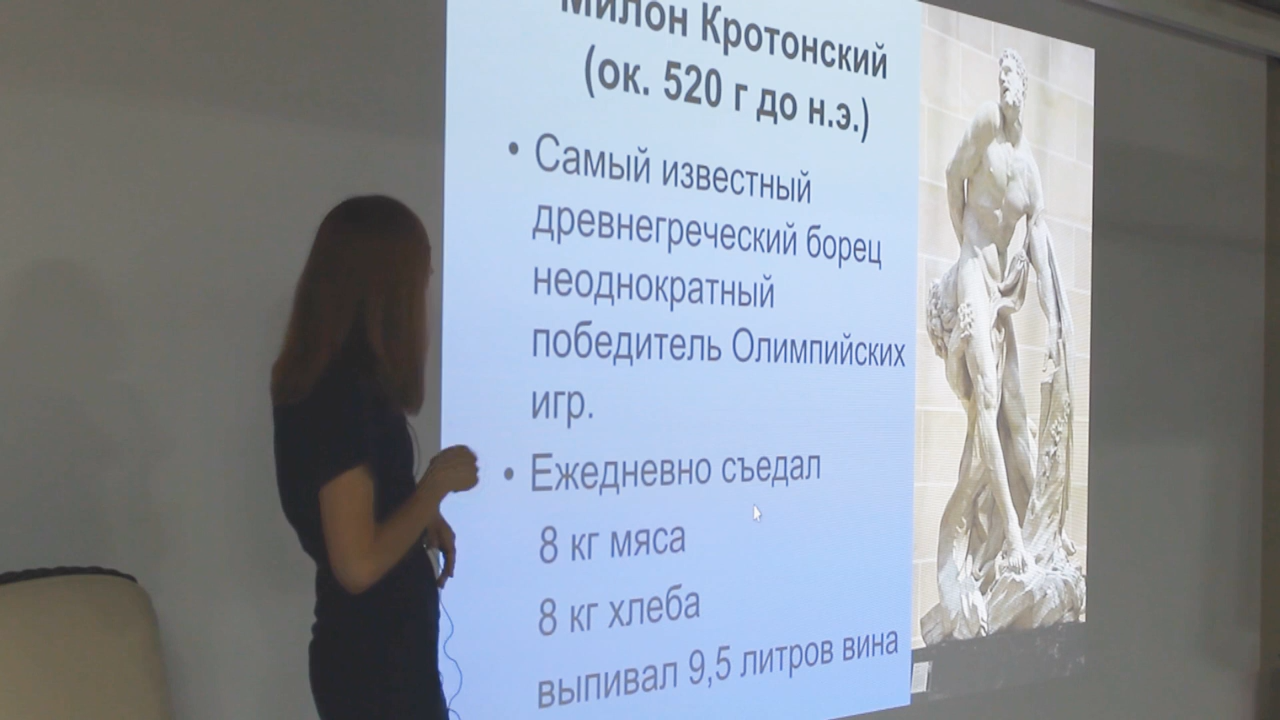 Милон Кротонский
(ок. 520 г до н.э.)
• Самый известный
древнегреческий борец
неоднократный
победитель Олимпийских
игр.
• Ежедневно съедал
8 кг мяса
8 кг хлеба
выпивал 9,5 литров вина